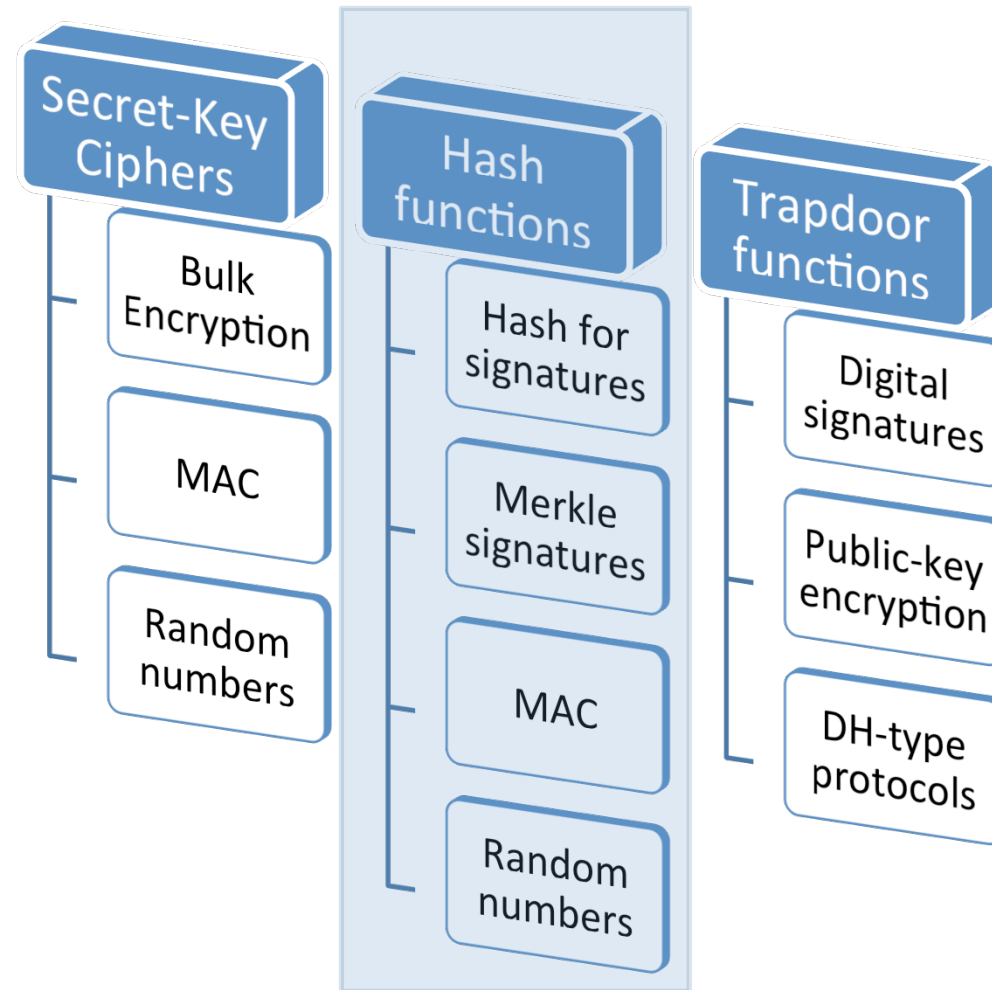 Secret-Key
Ciphers
Bulk
Encryption
MAC
Random
numbers
Hash
functions
Hash for
signatures
Merkle
signatures
MAC
Random
numbers
Trapdoor
functions
Digital
signatures
Public-key
encryption
DH-type
protocols